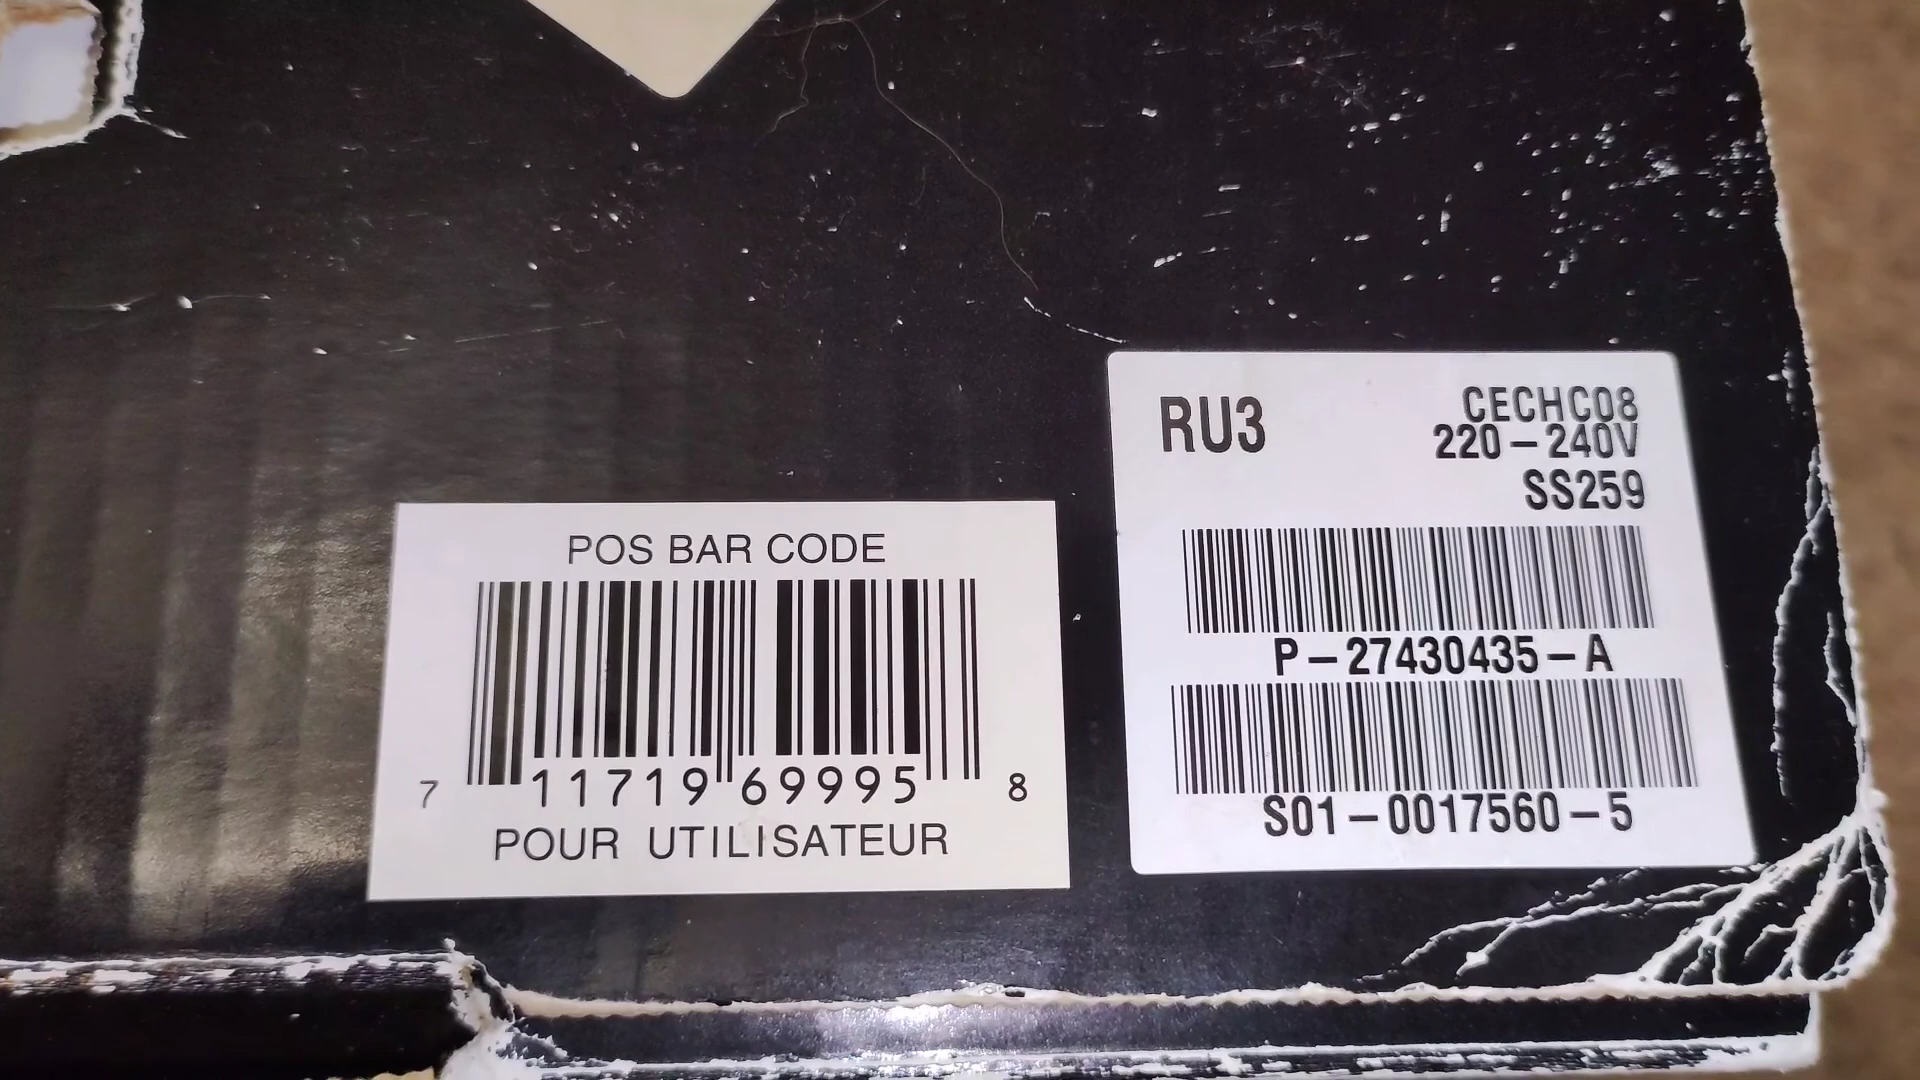 RU3
CECHC08
220-240V
SS259
P-27430435-A
S01-0017560-5
POS BAR CODE
7 11719 69995 8
POUR UTILISATEUR